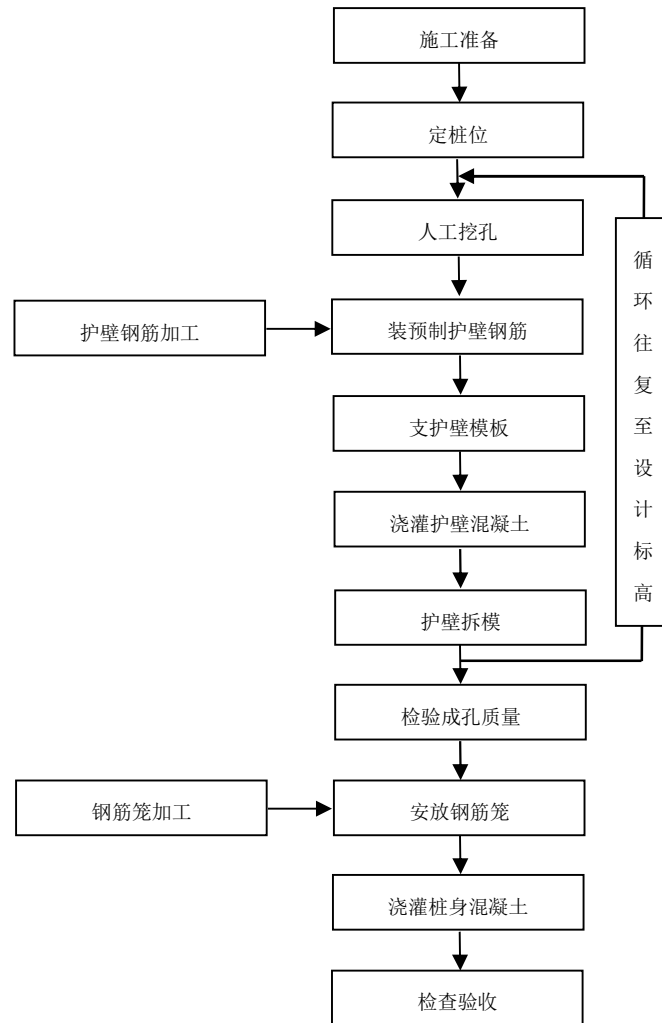 施工准备
定桩位
人工挖孔
护壁钢筋加工
装预制护壁钢筋
支护壁模板
浇灌护壁混凝土
护壁拆模
循
环
往
复
至
设
计
标
高
检验成孔质量
钢筋笼加工
安放钢筋笼
浇灌桩身混凝土
检查验收